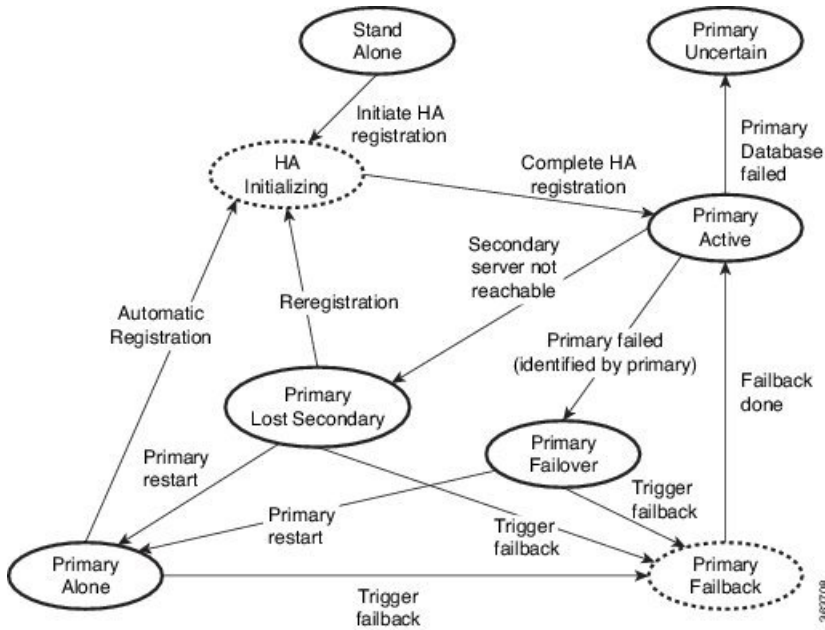 Stand
Alone
Primary
Uncertain
Initiate HA
registration
Primary
Database
failed
HA
Initializing
Complete HA
registration
Primary
Active
Secondary
server not
reachable
Automatic
Registration
Reregistration
Primary failed
(identified by primary)
Failback
done
Primary
Lost Secondary
Primary
Failover
Primary
restart
Primary
restart
Trigger
failback
Trigger
failback
Primary
Alone
Primary
Failback
Trigger
failback